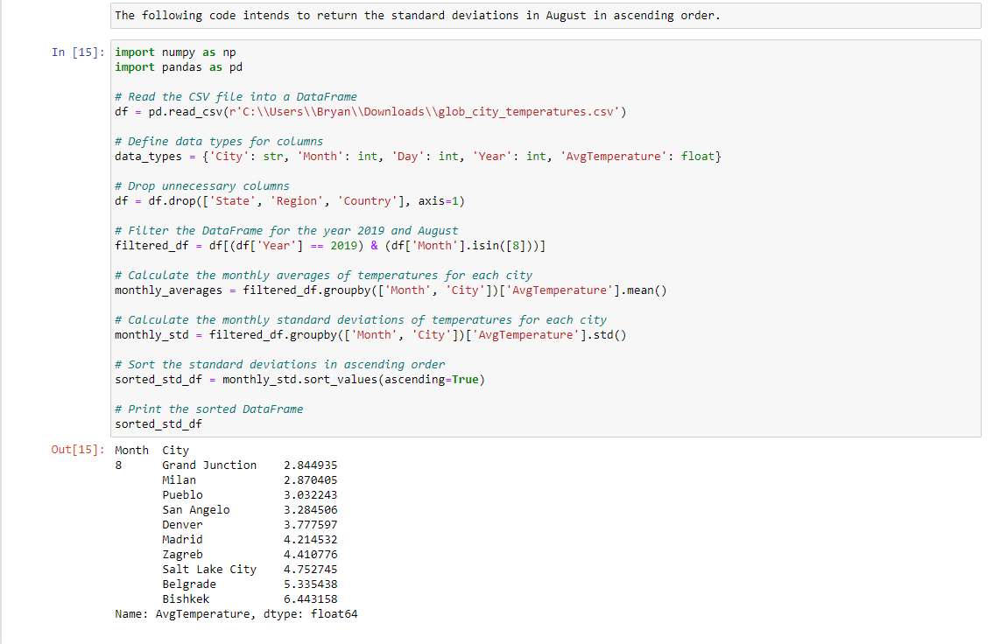 The following code intends to return the standard deviations in August in ascending order.
In [15]:
import numpy as np
import pandas as pd
# Read the CSV file into a DataFrame
df = pd.read_csv(r'C:\\Users\\Bryan\\Downloads\\glob_city_temperatures.csv')
# Define data types for columns
data_types = {'City': str, 'Month': int, 'Day': int, 'Year': int, 'AvgTemperature': float}
# Drop unnecessary columns
df = df.drop(['State', 'Region', 'Country'], axis=1)
# Filter the DataFrame for the year 2019 and August
filtered_df = df[(df['Year'] == 2019) & (df['Month'].isin([8]))]
# Calculate the monthly averages of temperatures for each city
monthly_averages = filtered_df.groupby(['Month', 'City'])['AvgTemperature'].mean()
# Calculate the monthly standard deviations of temperatures for each city
monthly_std = filtered_df.groupby(['Month', 'City'])['AvgTemperature'].std()
# Sort the standard deviations in ascending order
sorted_std_df = monthly_std.sort_values(ascending=True)
# Print the sorted DataFrame
sorted_std_df
Out[15]:
Month  City
8      Grand Junction    2.844935
       Milan             2.870405
       Pueblo            3.032243
       San Angelo        3.284506
       Denver            3.777597
       Madrid            4.214532
       Zagreb            4.410776
       Salt Lake City    4.752745
       Belgrade          5.335438
       Bishkek           6.443158
Name: AvgTemperature, dtype: float64